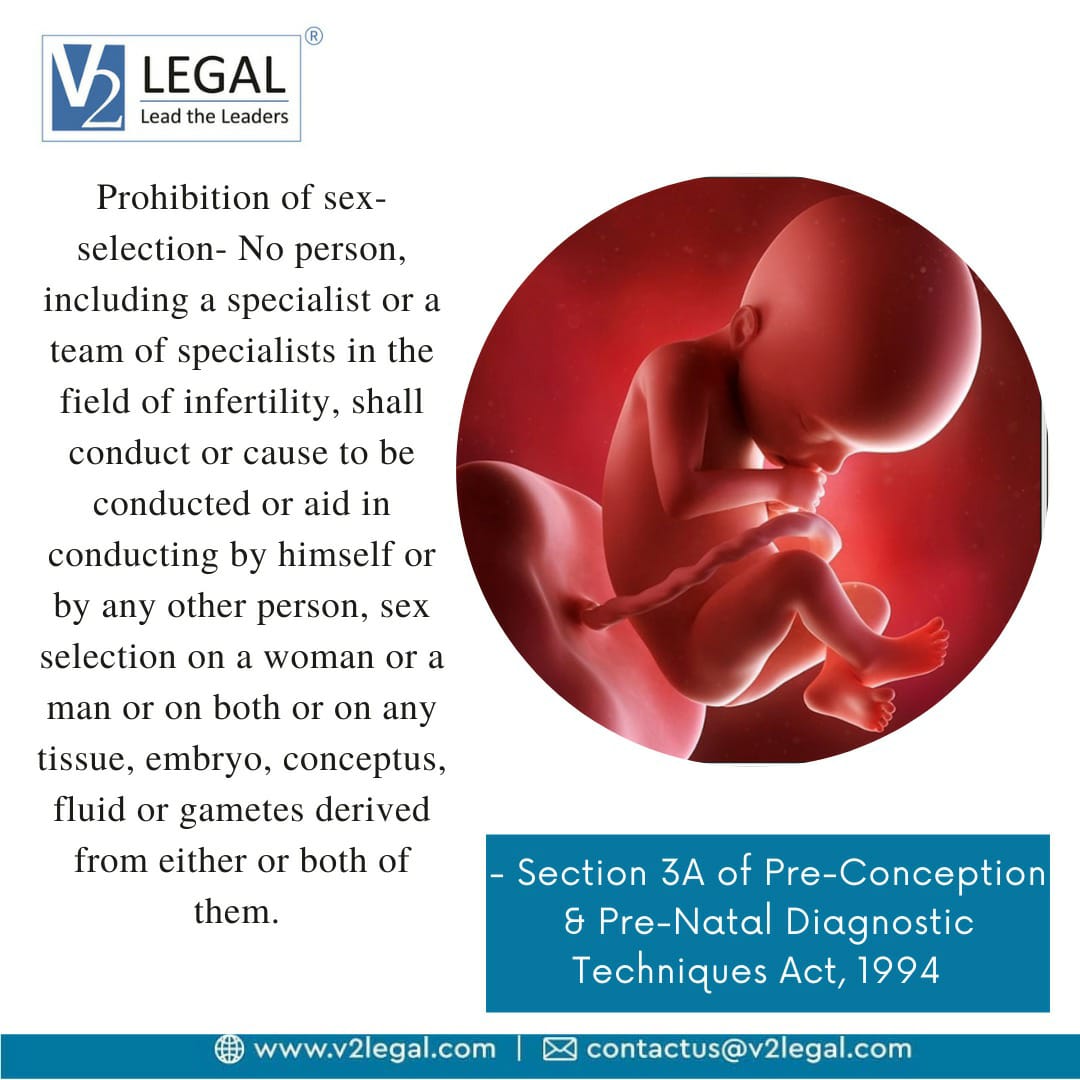 V2
LEGAL
®
Lead the Leaders
Prohibition of sex-
selection- No person,
including a specialist or a
team of specialists in the
field of infertility, shall
conduct or cause to be
conducted or aid in
conducting by himself or
by any other person, sex
selection on a woman or a
man or on both or on any
tissue, embryo, conceptus,
fluid or gametes derived
from either or both of
them.
- Section 3A of Pre-Conception
& Pre-Natal Diagnostic
Techniques Act, 1994
www.v2legal.com | contactus@v2legal.com